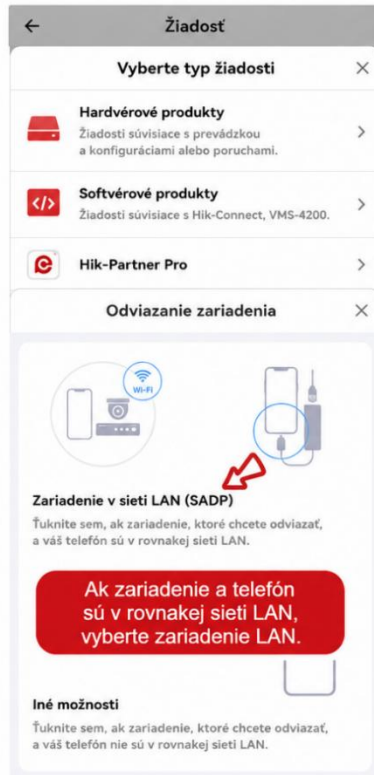 Žiadosť
Vyberte typ žiadosti
Hardvérové produkty
Žiadosti súvisiace s prevádzkou
a konfiguráciami alebo poruchami.
</>
Softvérové produkty
Žiadosti súvisiace s Hik-Connect, VMS-4200.
Hik-Partner Pro
Odviazanie zariadenia
Wi-Fi
Zariadenie v sieti LAN (SADP)
Ťuknite sem, ak zariadenie, ktoré chcete odviazať,
a váš telefón sú v rovnakej sieti LAN.
Ak zariadenie a telefón
sú v rovnakej sieti LAN,
vyberte zariadenie LAN.
Iné možnosti
Ťuknite sem, ak zariadenie, ktoré chcete odviazať,
a váš telefón nie sú v rovnakej sieti LAN.